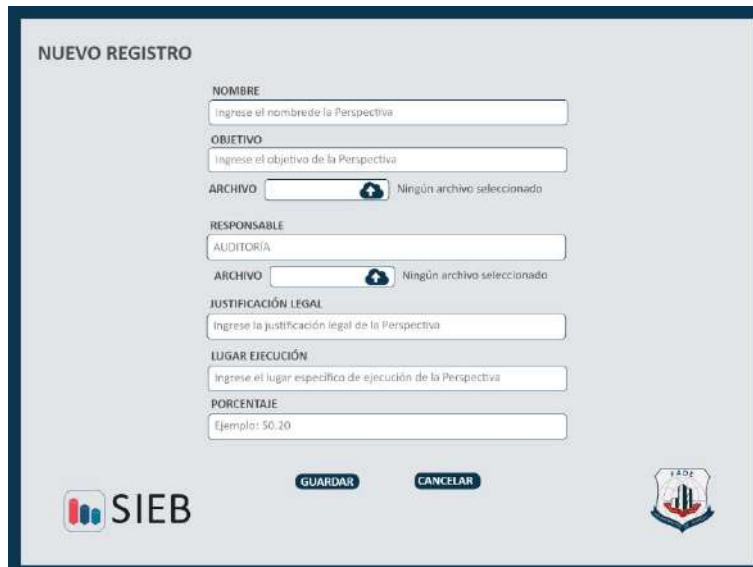 NUEVO REGISTRO
NOMBRE
Ingrese el nombrede la Perspectiva
OBJETIVO
Ingrese el objetivo de la Perspectiva
ARCHIVO Ningún archivo seleccionado
RESPONSABLE
AUDITORÍA
ARCHIVO Ningún archivo seleccionado
JUSTIFICACIÓN LEGAL
Ingrese la justificación legal de la Perspectiva
LUGAR EJECUCIÓN
Ingrese el lugar específico de ejecución de la Perspectiva
PORCENTAJE
Ejemplo: 50.20
GUARDAR CANCELAR
SIEB